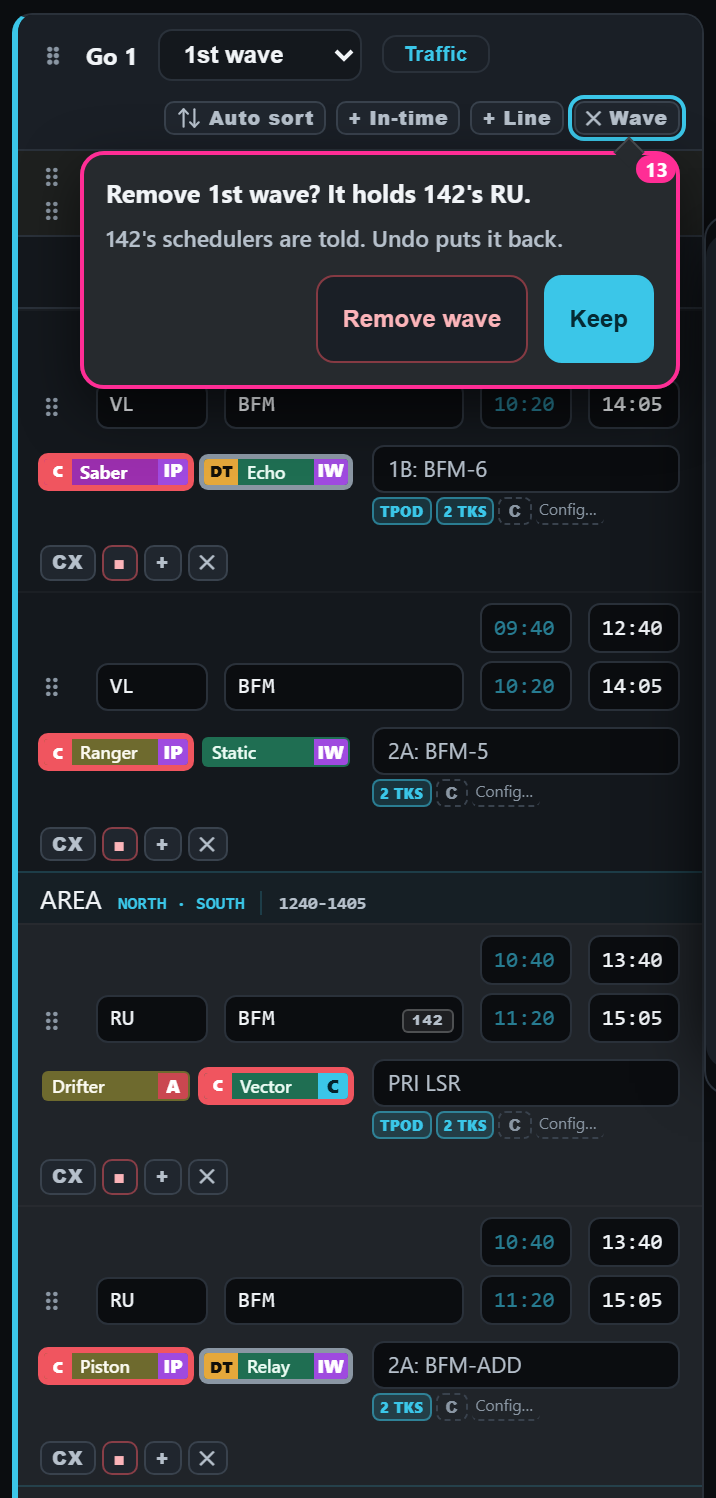 Go 1 1st wave Traffic
Auto sort + In-time + Line × Wave
13
Remove 1st wave? It holds 142's RU.
142's schedulers are told. Undo puts it back.
Remove wave Keep
VL BFM 10:20 14:05
C Saber IP DT Echo IW 1B: BFM-6
TPOD 2 TKS C Config...
CX + ×
09:40 12:40
VL BFM 10:20 14:05
C Ranger IP Static IW 2A: BFM-5
2 TKS C Config...
CX + ×
AREA NORTH · SOUTH 1240-1405
10:40 13:40
RU BFM 142 11:20 15:05
Drifter A C Vector C PRI LSR
TPOD 2 TKS C Config...
CX + ×
10:40 13:40
RU BFM 11:20 15:05
C Piston IP DT Relay IW 2A: BFM-ADD
2 TKS C Config...
CX + ×